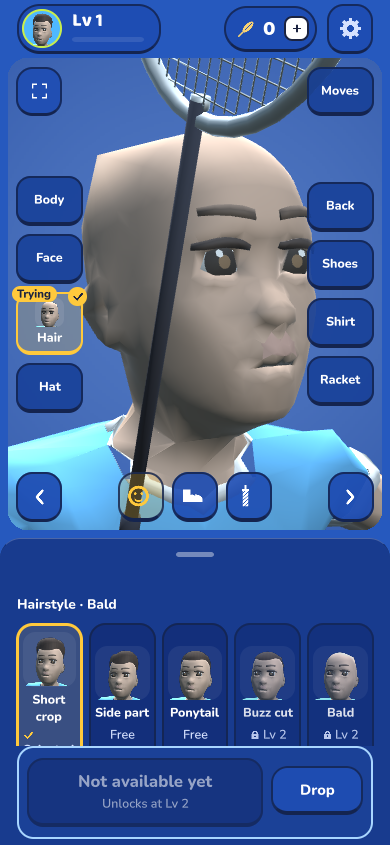 Lv 1
0
+
Moves
Body
Back
Face
Shoes
Trying
Hair
Shirt
Racket
Hat
Hairstyle · Bald
Short crop
Side part
Free
Ponytail
Free
Buzz cut
Lv 2
Bald
Lv 2
Not available yet
Unlocks at Lv 2
Drop